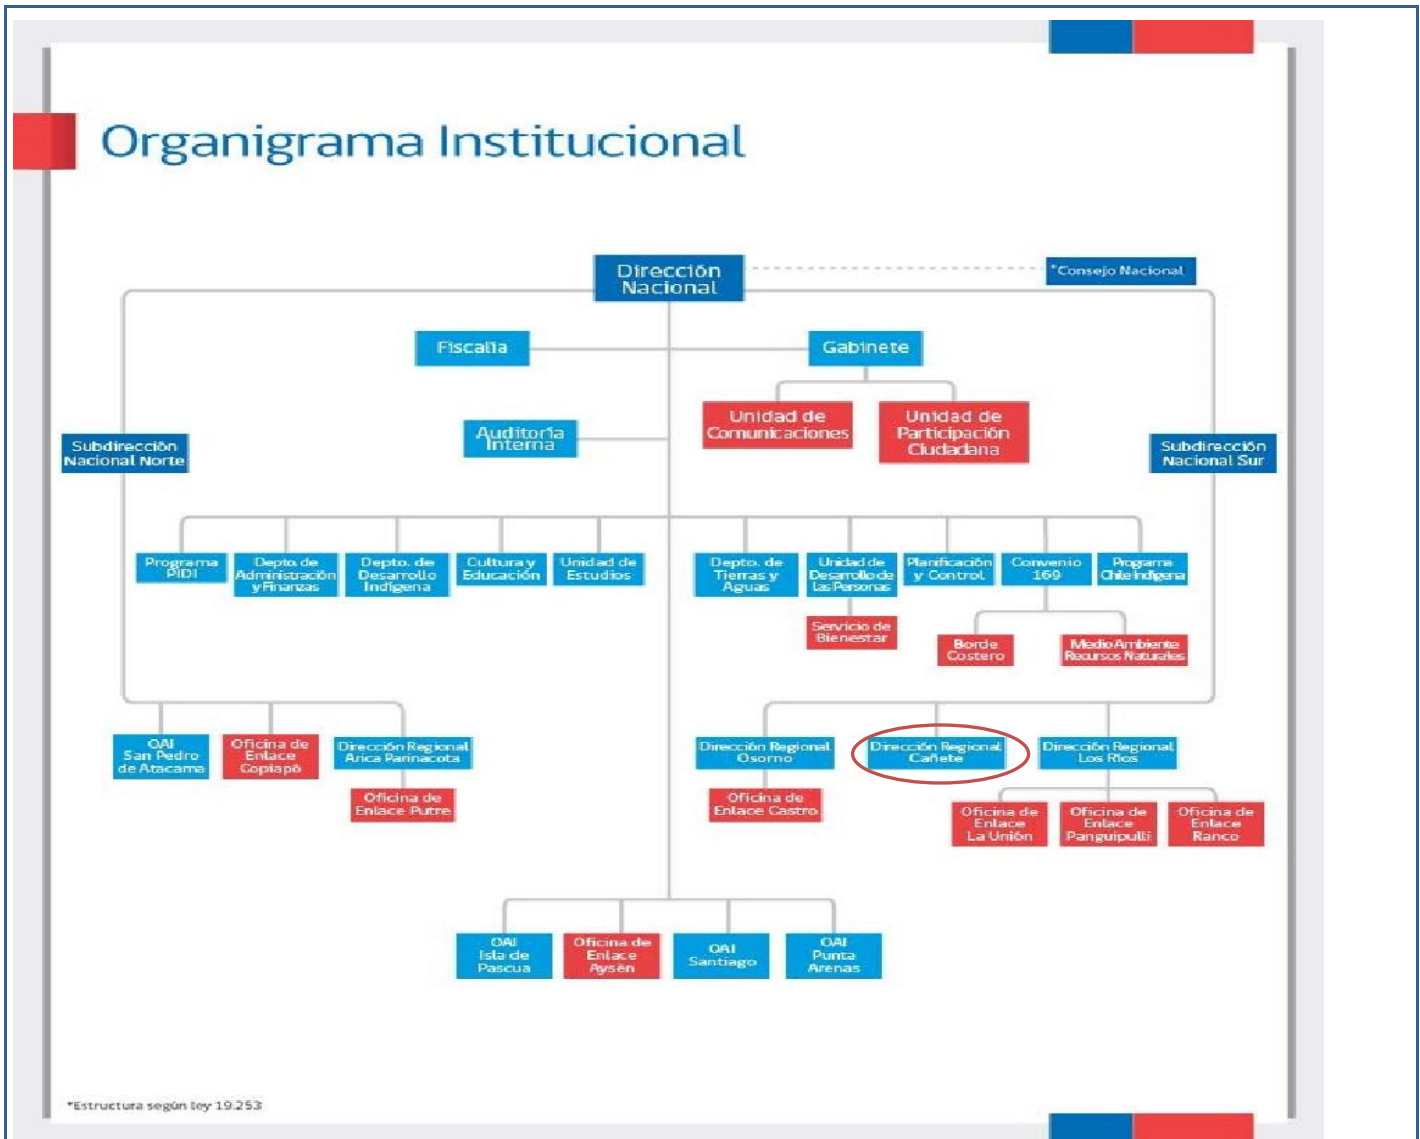 Organigrama Institucional
Dirección
Nacional
*Consejo Nacional
Fiscalía
Gabinete
Unidad de
Comunicaciones
Unidad de
Participación
Ciudadana
Auditoría
Interna
Subdirección
Nacional Norte
Subdirección
Nacional Sur
Programa
PIDI
Depto. de
Administración
y Finanzas
Depto. de
Desarrollo
Indígena
Cultura y
Educación
Unidad de
Estudios
Depto. de
Tierras y
Aguas
Unidad de
Desarrollo de
las Personas
Planificación
y Control
Convenio
169
Programa
Chile Indígena
Servicio de
Bienestar
Borde
Costero
Medio Ambiente
Recursos Naturales
OAI
San Pedro
de Atacama
Oficina de
Enlace
Copiapó
Dirección Regional
Arica Parinacota
Oficina de
Enlace Putre
Dirección Regional
Osorno
Dirección Regional
Cañete
Dirección Regional
Los Ríos
Oficina de
Enlace Castro
Oficina de
Enlace
La Unión
Oficina de
Enlace
Panguipulli
Oficina de
Enlace
Ranco
OAI
Isla de
Pascua
Oficina de
Enlace
Aysén
OAI
Santiago
OAI
Punta
Arenas
*Estructura según ley 19.253